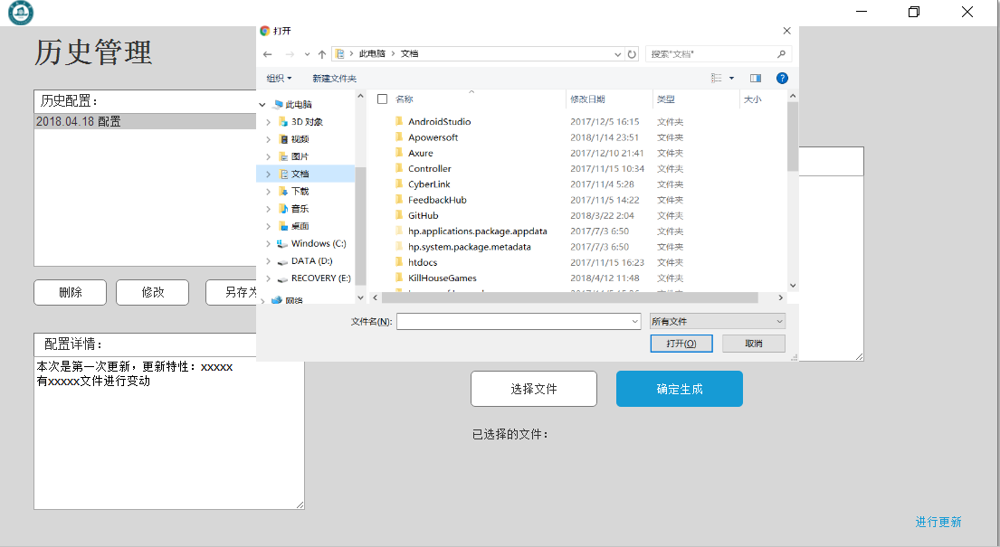 历史管理
历史配置：
2018.04.18 配置
删除
修改
另存为
配置详情：
本次是第一次更新，更新特性：xxxxx
有xxxxx文件进行变动
打开
此电脑 > 文档
搜索"文档"
组织
新建文件夹
此电脑
3D 对象
视频
图片
文档
下载
音乐
桌面
Windows (C:)
DATA (D:)
RECOVERY (E:)
网络
名称 修改日期 类型 大小
AndroidStudio 2017/12/5 16:15 文件夹
Apowersoft 2018/1/14 23:51 文件夹
Axure 2017/12/10 21:41 文件夹
Controller 2017/11/15 10:34 文件夹
CyberLink 2017/11/4 5:28 文件夹
FeedbackHub 2017/11/5 14:22 文件夹
GitHub 2018/3/22 2:04 文件夹
hp.applications.package.appdata 2017/7/3 6:50 文件夹
hp.system.package.metadata 2017/7/3 6:50 文件夹
htdocs 2017/11/15 16:23 文件夹
KillHouseGames 2018/4/12 11:48 文件夹
文件名(N):
所有文件
打开(O)
取消
选择文件
确定生成
已选择的文件：
进行更新